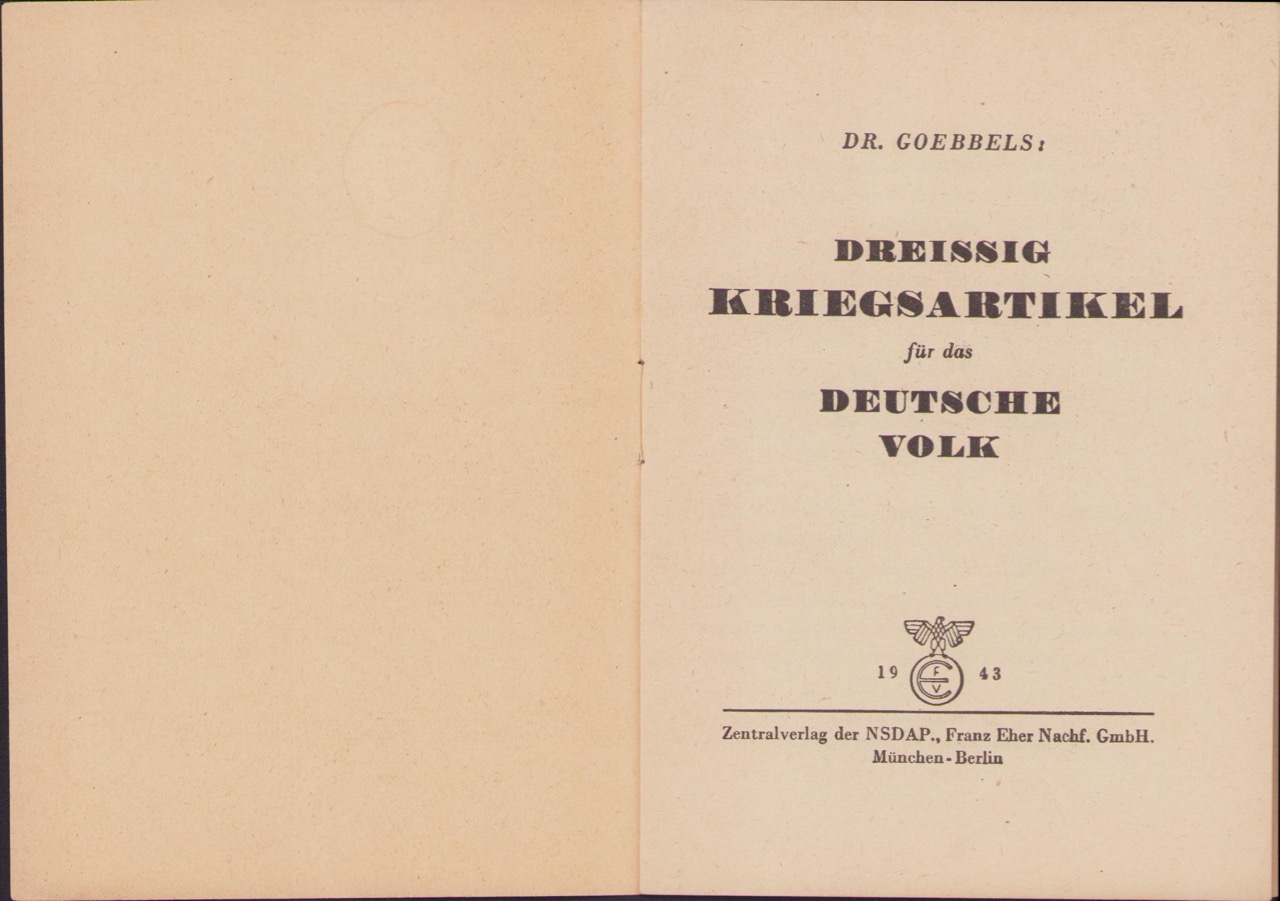 DR. GOEBBELS:
DREISSIG
KRIEGSARTIKEL
für das
DEUTSCHE
VOLK
19 43
F
E
V
Zentralverlag der NSDAP., Franz Eher Nachf. GmbH.
München-Berlin